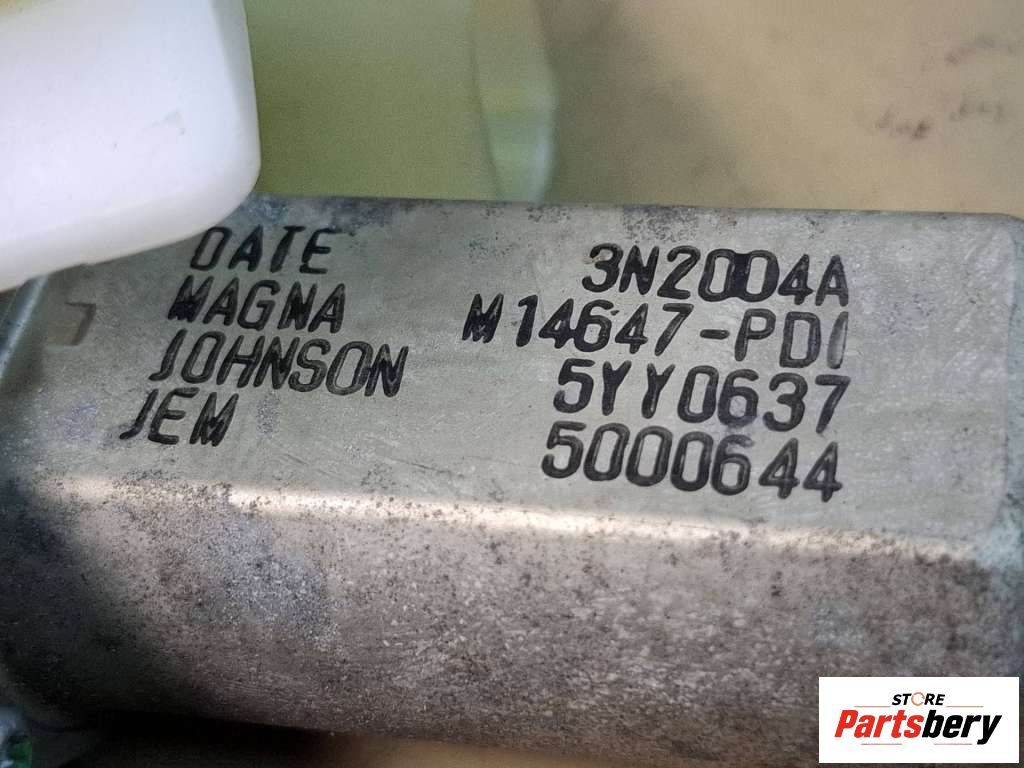 DATE 3N2004A
MAGNA M14647-PDI
JOHNSON 5YY0637
JEM 5000644
STORE
Partsbery